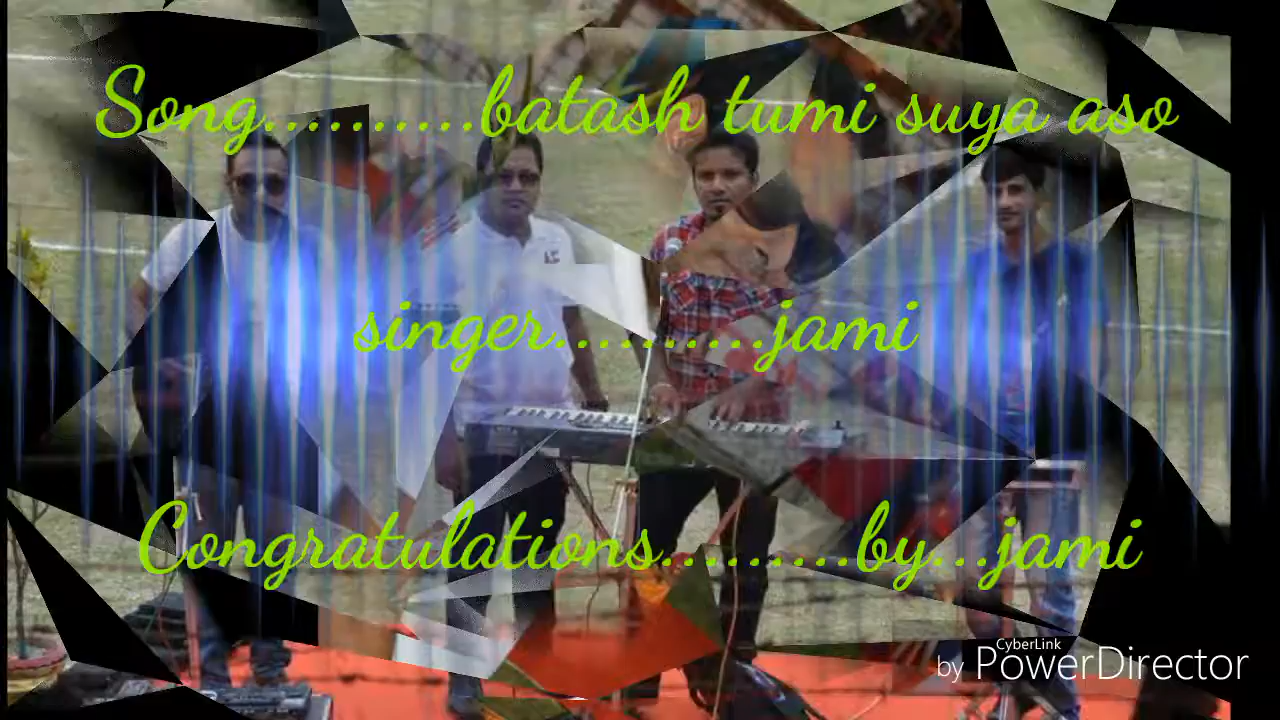 Song..........batash tumi suya aso
singer..........jami
Congratulations.........by...jami
CyberLink
by PowerDirector